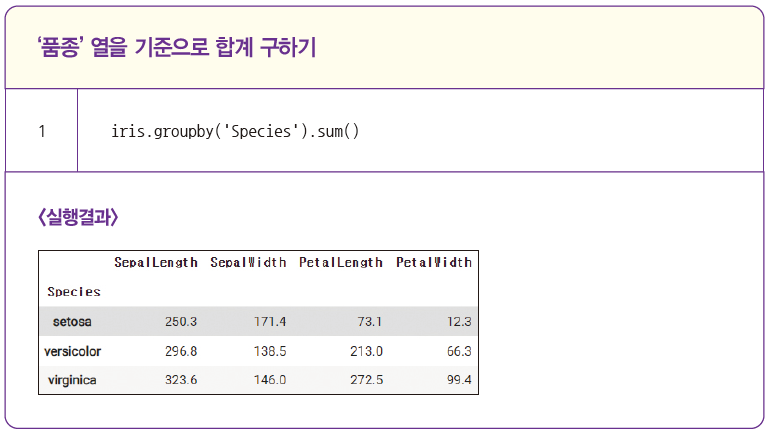 ‘품종’ 열을 기준으로 합계 구하기
1 iris.groupby('Species').sum()
<실행결과>
SepalLength SepalWidth PetalLength PetalWidth
Species
setosa 250.3 171.4 73.1 12.3
versicolor 296.8 138.5 213.0 66.3
virginica 323.6 146.0 272.5 99.4